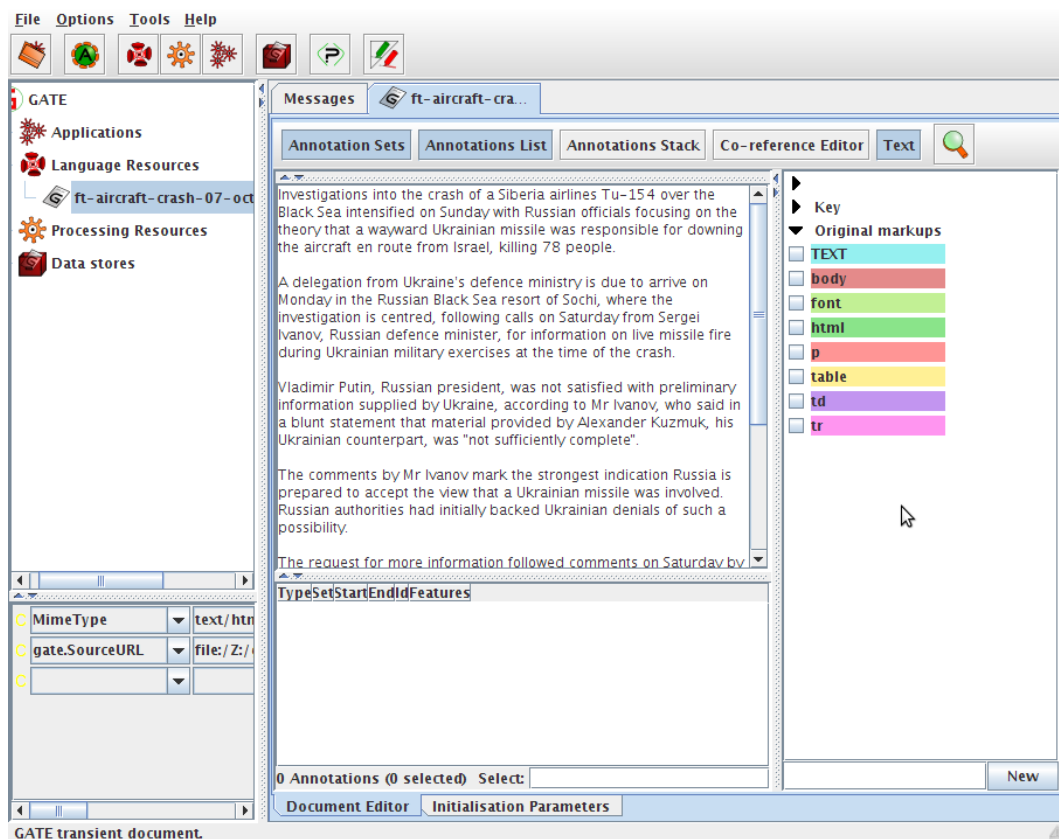 File Options Tools Help
GATE
Applications
Language Resources
ft-aircraft-crash-07-oct
Processing Resources
Data stores
MimeType text/htm
gate.SourceURL file:/Z:/
Messages ft-aircraft-cra...
Annotation Sets Annotations List Annotations Stack Co-reference Editor Text
Investigations into the crash of a Siberia airlines Tu-154 over the
Black Sea intensified on Sunday with Russian officials focusing on the
theory that a wayward Ukrainian missile was responsible for downing
the aircraft en route from Israel, killing 78 people.
A delegation from Ukraine's defence ministry is due to arrive on
Monday in the Russian Black Sea resort of Sochi, where the
investigation is centred, following calls on Saturday from Sergei
Ivanov, Russian defence minister, for information on live missile fire
during Ukrainian military exercises at the time of the crash.
Vladimir Putin, Russian president, was not satisfied with preliminary
information supplied by Ukraine, according to Mr Ivanov, who said in
a blunt statement that material provided by Alexander Kuzmuk, his
Ukrainian counterpart, was "not sufficiently complete".
The comments by Mr Ivanov mark the strongest indication Russia is
prepared to accept the view that a Ukrainian missile was involved.
Russian authorities had initially backed Ukrainian denials of such a
possibility.
The request for more information followed comments on Saturday by
Key
Original markups
TEXT
body
font
html
p
table
td
tr
Type Set Start End Id Features
0 Annotations (0 selected) Select:
New
Document Editor Initialisation Parameters
GATE transient document.